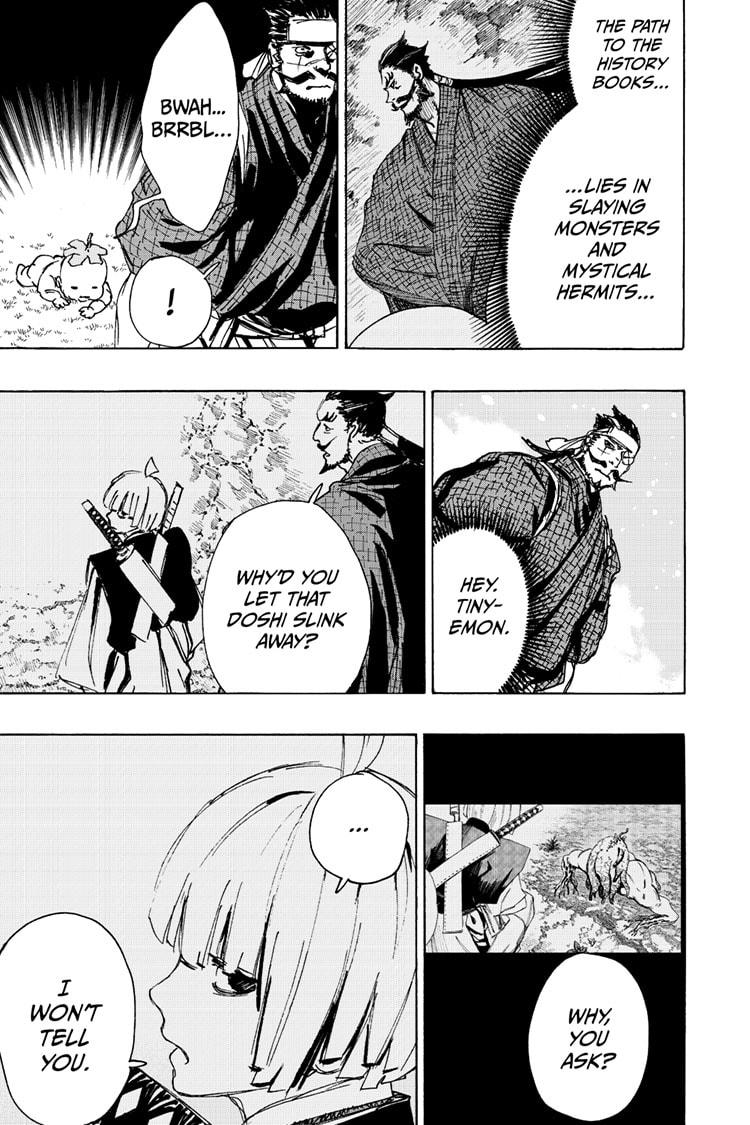 THE PATH
TO THE
HISTORY
BOOKS...
...LIES IN
SLAYING
MONSTERS
AND
MYSTICAL
HERMITS...
BWAH...
BRRBL...
!
HEY.
TINY-
EMON.
WHY'D YOU
LET THAT
DOSHI SLINK
AWAY?
WHY,
YOU
ASK?
...
I
WON'T
TELL
YOU.